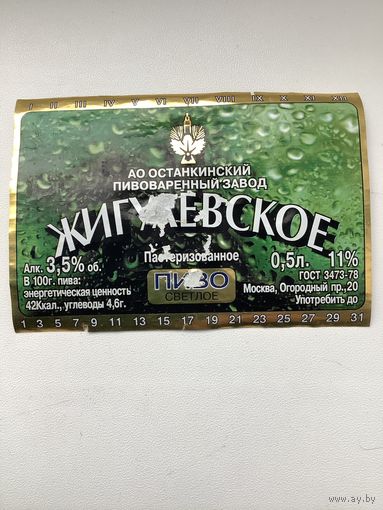 I II III IV V VI VII VIII IX X XI XII
АО ОСТАНКИНСКИЙ
ПИВОВАРЕННЫЙ ЗАВОД
ЖИГУЛЕВСКОЕ
Пастеризованное
Алк. 3,5% об.
В 100г. пива:
энергетическая ценность
42Ккал., углеводы 4,6г.
ПИВО
СВЕТЛОЕ
0,5л. 11%
ГОСТ 3473-78
Москва, Огородный пр.,20
Употребить до
1 3 5 7 9 11 13 15 17 19 21 23 25 27 29 31
www.ay.by